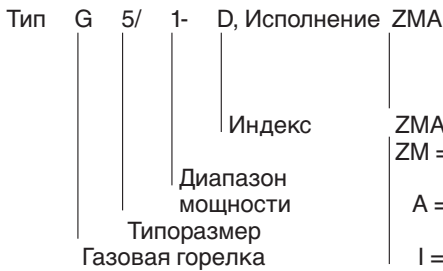 Тип G 5/ 1- D, Исполнение ZMA
Индекс ZMA
ZM =
Диапазон
мощности A =
Типоразмер
Газовая горелка I =